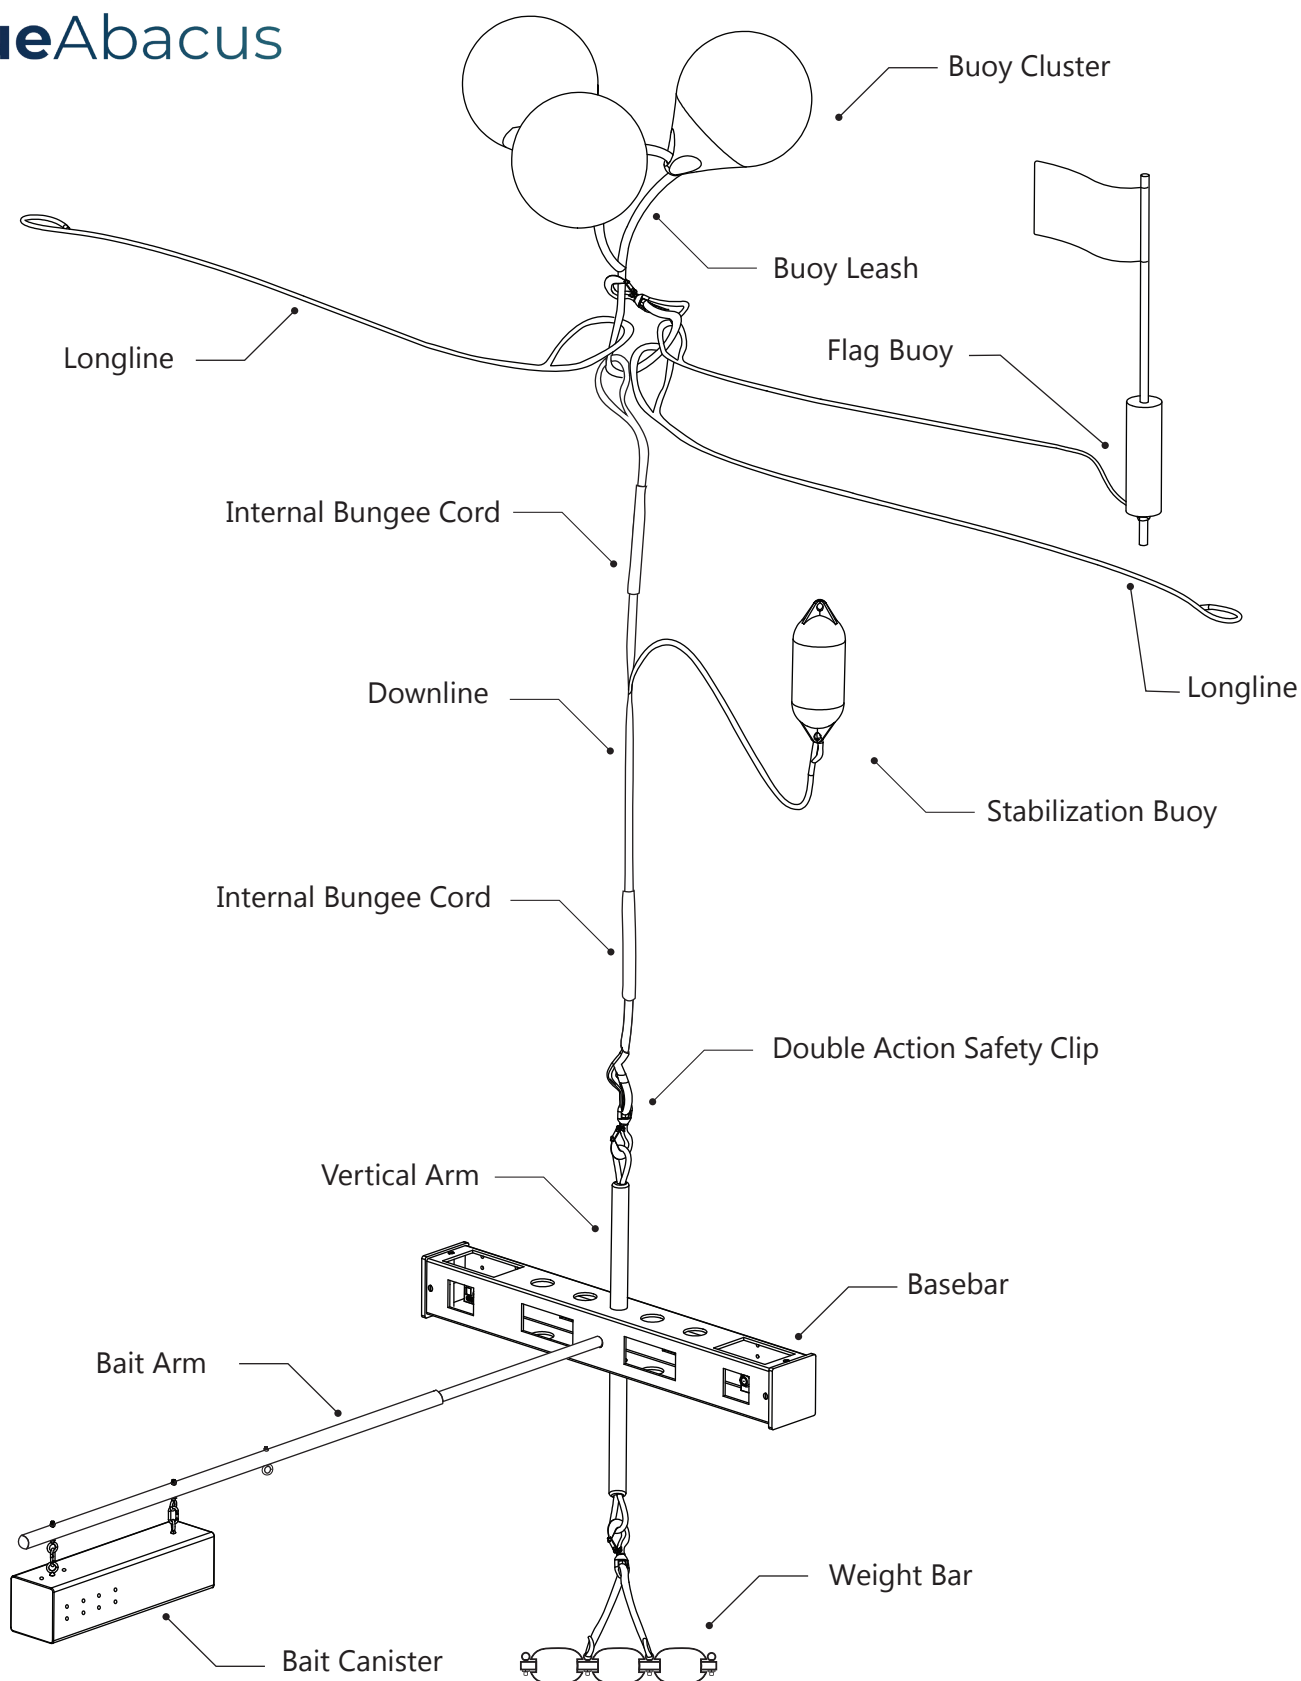 ueAbacus
Buoy Cluster
Buoy Leash
Longline
Flag Buoy
Internal Bungee Cord
Downline
Longline
Stabilization Buoy
Internal Bungee Cord
Double Action Safety Clip
Vertical Arm
Basebar
Bait Arm
Weight Bar
Bait Canister